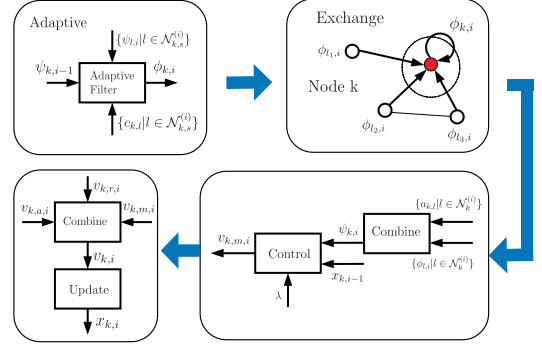 Adaptive
{ψ_{l,i}|l ∈ N_{k,s}^{(i)}}
ψ_{k,i−1}
Adaptive
Filter
ϕ_{k,i}
{c_{k,l}|l ∈ N_{k,s}^{(i)}}
Exchange
ϕ_{k,i}
ϕ_{l_1,i}
Node k
ϕ_{l_2,i}
ϕ_{l_3,i}
v_{k,r,i}
v_{k,a,i}
Combine
v_{k,m,i}
v_{k,i}
Update
x_{k,i}
{a_{k,l}|l ∈ N_k^{(i)}}
Combine
{ϕ_{l,i}|l ∈ N_k^{(i)}}
ψ_{k,i}
v_{k,m,i}
Control
x_{k,i−1}
λ